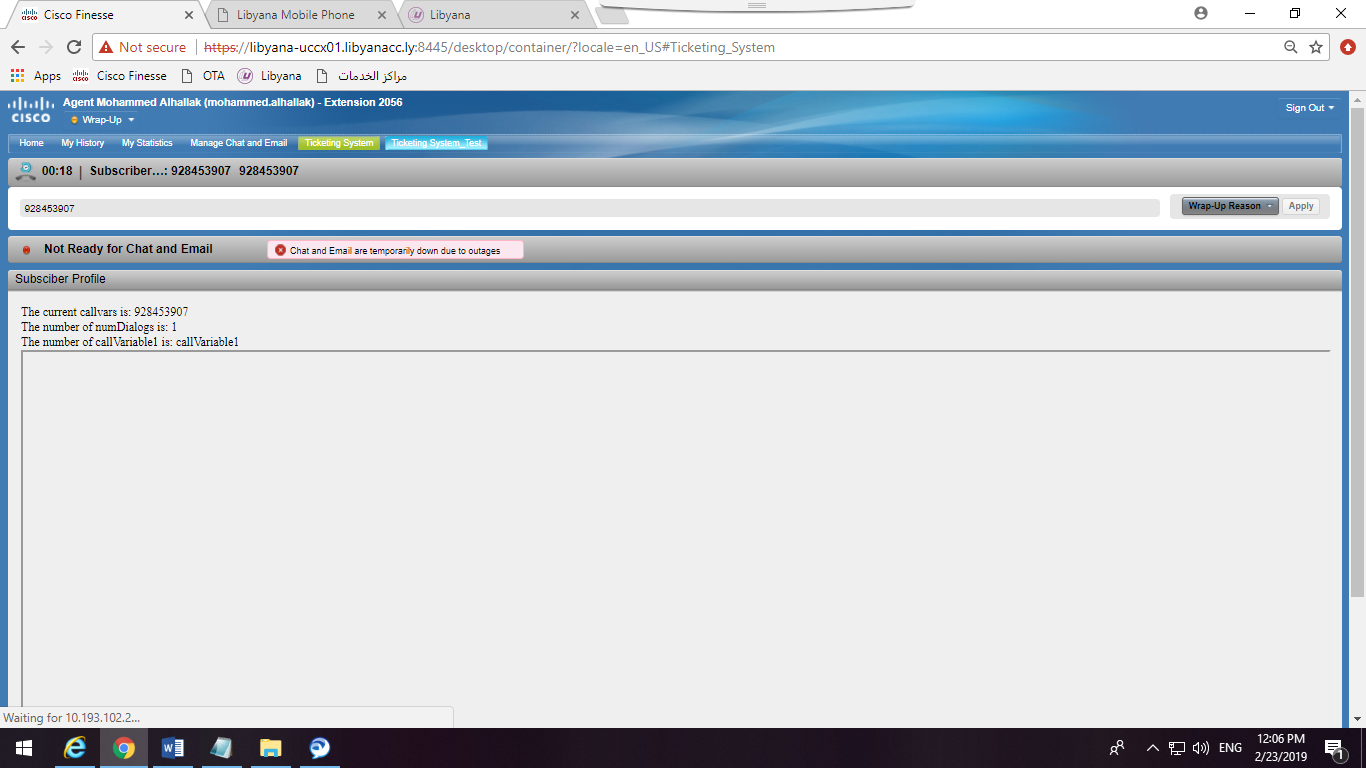 Cisco Finesse
Libyana Mobile Phone
Libyana
Not secure
https://libyana-uccx01.libyanacc.ly:8445/desktop/container/?locale=en_US#Ticketing_System
Apps
Cisco Finesse
OTA
Libyana
مراكز الخدمات
CISCO
Agent Mohammed Alhallak (mohammed.alhallak) - Extension 2056
Wrap-Up
Sign Out
Home My History My Statistics Manage Chat and Email Ticketing System Ticketing System_Test
00:18 | Subscriber...: 928453907 928453907
928453907
Wrap-Up Reason
Apply
Not Ready for Chat and Email
Chat and Email are temporarily down due to outages
Subsciber Profile
The current callvars is: 928453907
The number of numDialogs is: 1
The number of callVariable1 is: callVariable1
Waiting for 10.193.102.2...
ENG
12:06 PM
2/23/2019
1